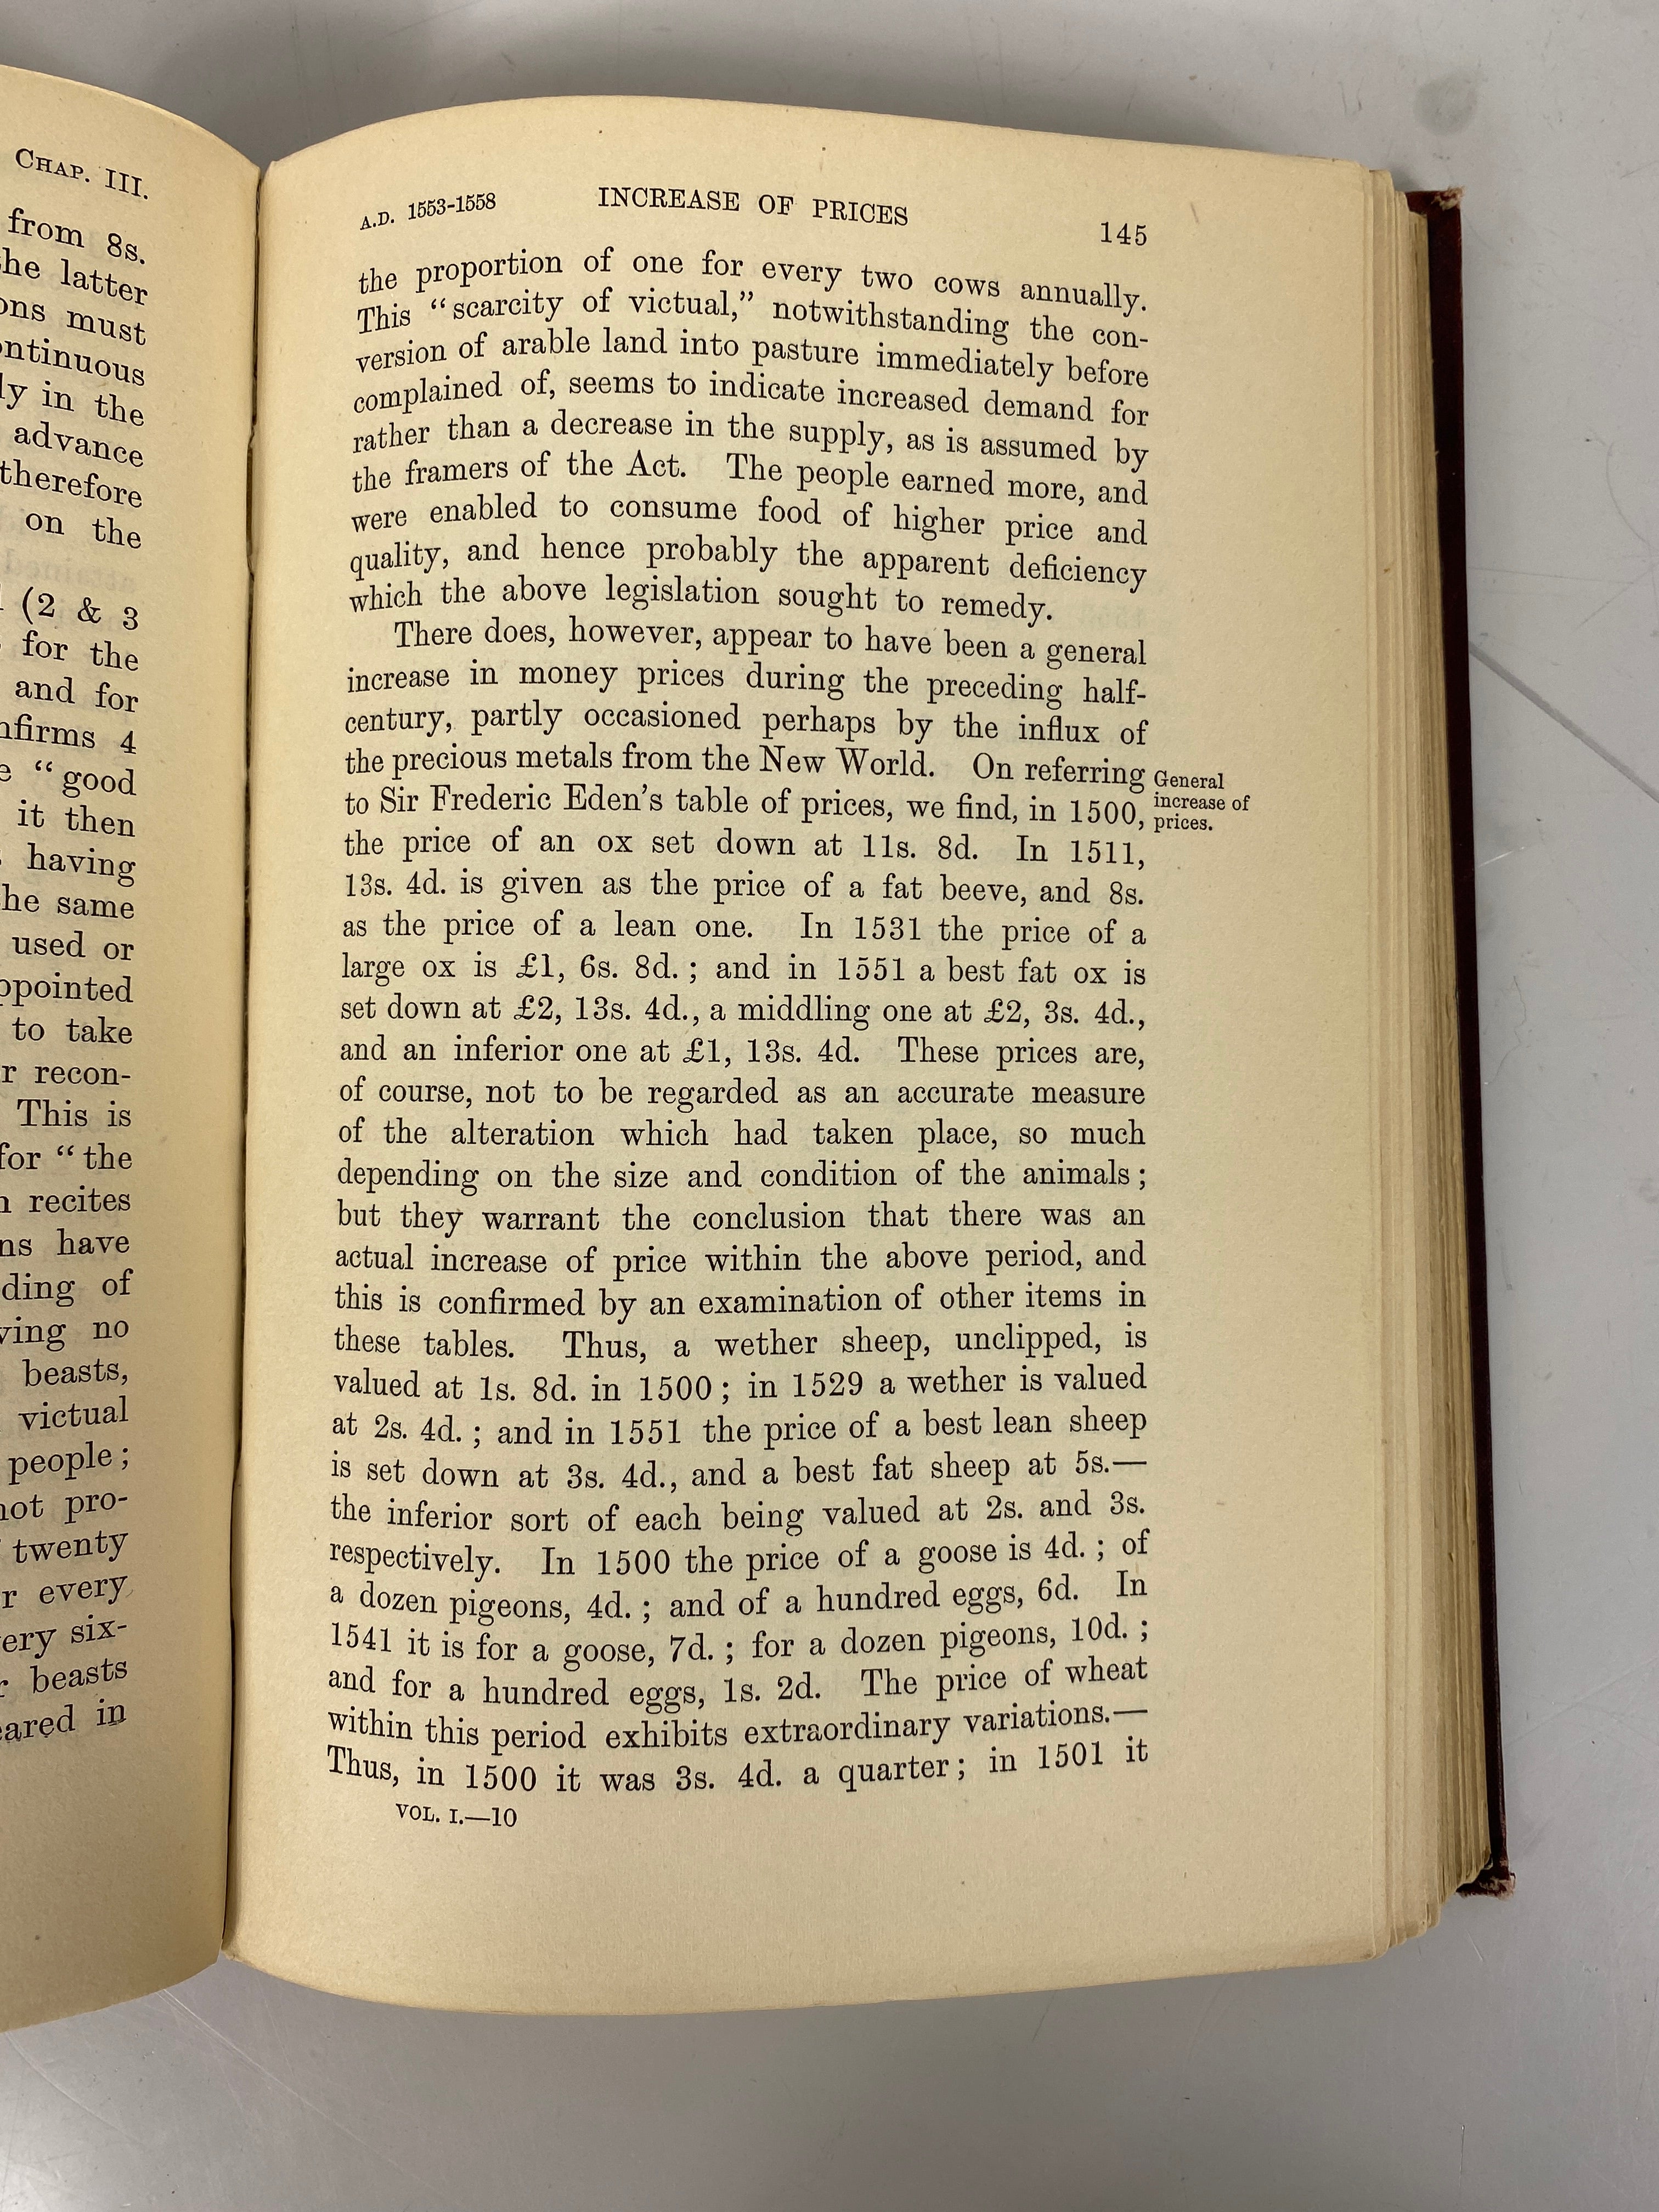 CHAP. III.
from 8s.
the latter
must
in the
advance
therefore
on the
(2 & 3
for the
and for
4
“good
it then
having
the same
used or
to take
recon-
This is
for “the
recites
have
of
no
beasts,
victual
people;
not pro-
twenty
every
six-
beasts
in
A.D. 1553-1558 INCREASE OF PRICES 145
the proportion of one for every two cows annually.
This “scarcity of victual,” notwithstanding the con-
version of arable land into pasture immediately before
complained of, seems to indicate increased demand for
rather than a decrease in the supply, as is assumed by
the framers of the Act. The people earned more, and
were enabled to consume food of higher price and
quality, and hence probably the apparent deficiency
which the above legislation sought to remedy.
There does, however, appear to have been a general
increase in money prices during the preceding half-
century, partly occasioned perhaps by the influx of
the precious metals from the New World. On referring
to Sir Frederic Eden’s table of prices, we find, in 1500,
the price of an ox set down at 11s. 8d. In 1511,
13s. 4d. is given as the price of a fat beeve, and 8s.
as the price of a lean one. In 1531 the price of a
large ox is £1, 6s. 8d.; and in 1551 a best fat ox is
set down at £2, 13s. 4d., a middling one at £2, 3s. 4d.,
and an inferior one at £1, 13s. 4d. These prices are,
of course, not to be regarded as an accurate measure
of the alteration which had taken place, so much
depending on the size and condition of the animals;
but they warrant the conclusion that there was an
actual increase of price within the above period, and
this is confirmed by an examination of other items in
these tables. Thus, a wether sheep, unclipped, is
valued at 1s. 8d. in 1500; in 1529 a wether is valued
at 2s. 4d.; and in 1551 the price of a best lean sheep
is set down at 3s. 4d., and a best fat sheep at 5s.—
the inferior sort of each being valued at 2s. and 3s.
respectively. In 1500 the price of a goose is 4d.; of
a dozen pigeons, 4d.; and of a hundred eggs, 6d. In
1541 it is for a goose, 7d.; for a dozen pigeons, 10d.;
and for a hundred eggs, 1s. 2d. The price of wheat
within this period exhibits extraordinary variations.—
Thus, in 1500 it was 3s. 4d. a quarter; in 1501 it
VOL. I.—10
General
increase of
prices.